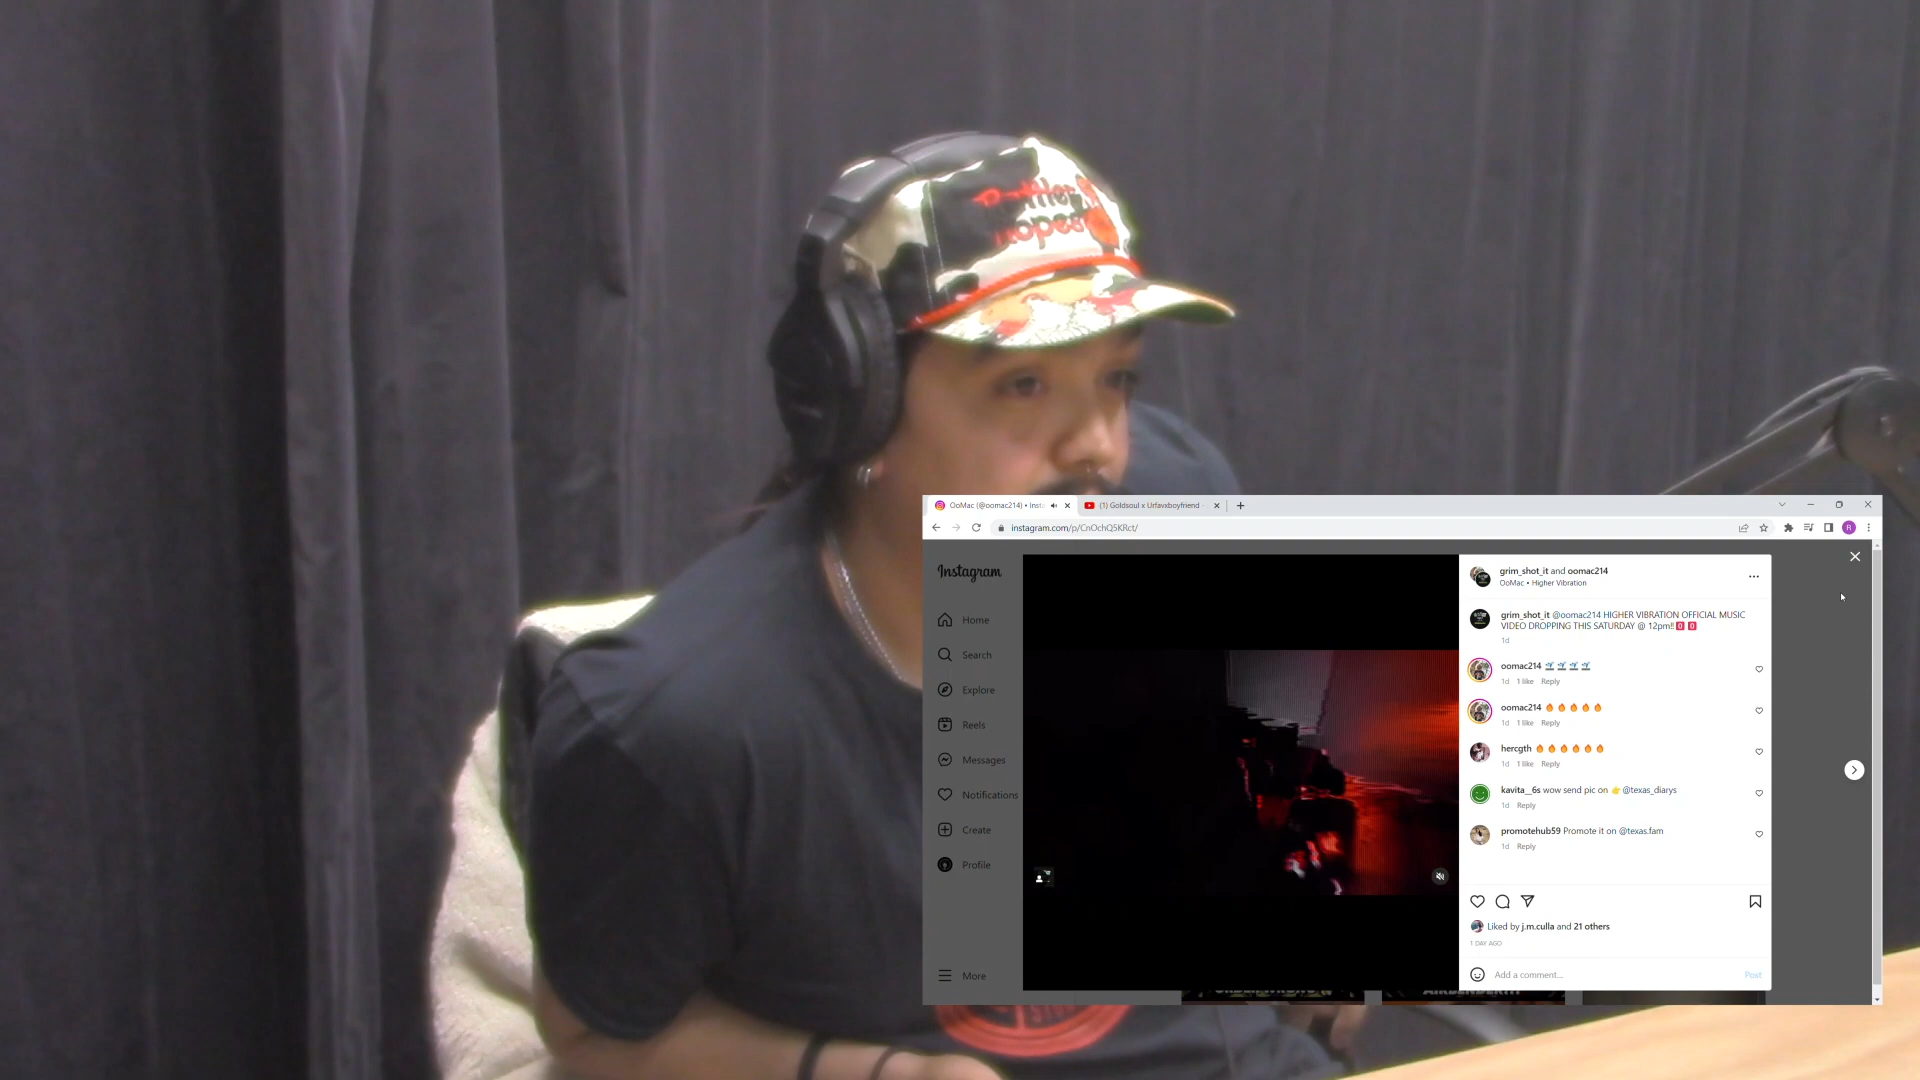 OoMac (@oomac214) • Insta
(1) Goldsoul x Urfavxboyfriend
instagram.com/p/CnOchQ5KRct/
Instagram
Home
Search
Explore
Reels
Messages
Notifications
Create
Profile
More
grim_shot_it and oomac214
OoMac • Higher Vibration
grim_shot_it @oomac214 HIGHER VIBRATION OFFICIAL MUSIC
VIDEO DROPPING THIS SATURDAY @ 12pm‼️
1d
oomac214
1d 1 like Reply
oomac214 🔥🔥🔥🔥🔥
1d 1 like Reply
hercgth 🔥🔥🔥🔥🔥🔥
1d 1 like Reply
kavita__6s wow send pic on 👉 @texas_diarys
1d Reply
promotehub59 Promote it on @texas.fam
1d Reply
Liked by j.m.culla and 21 others
1 DAY AGO
Add a comment...
Post